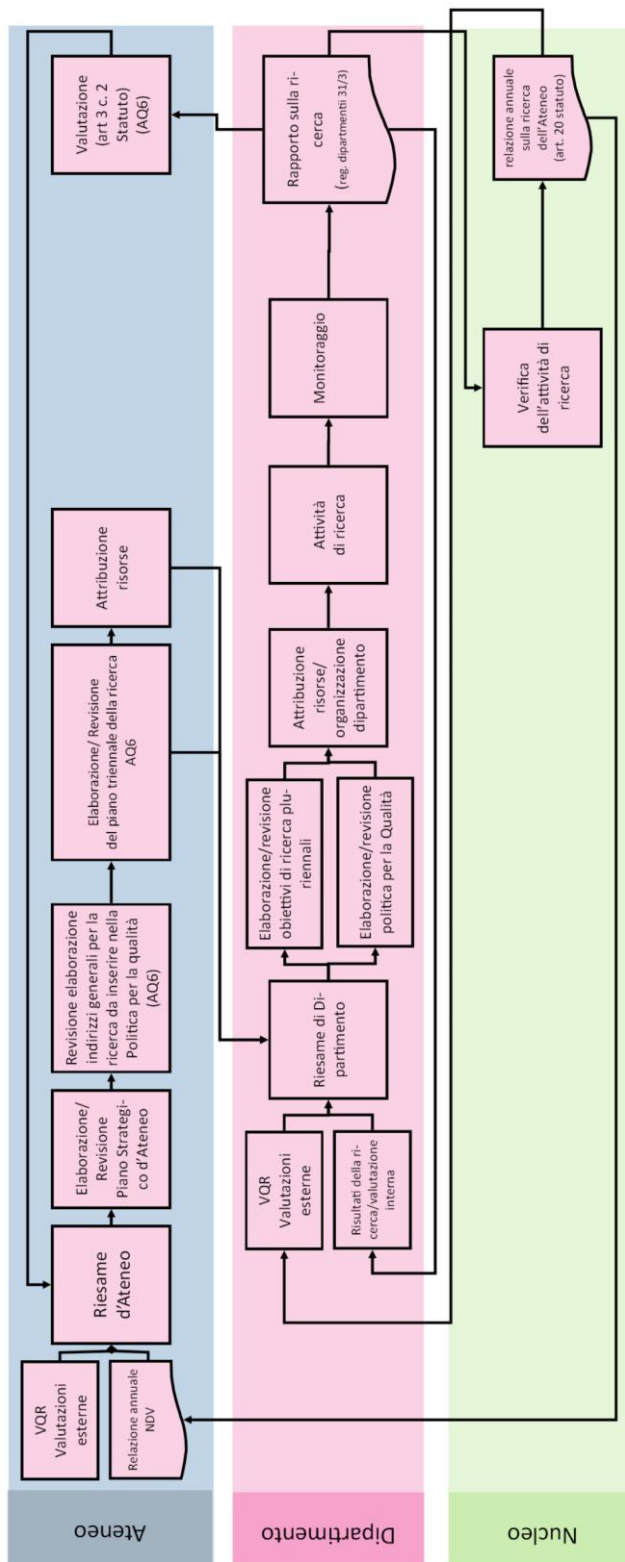 Ateneo
VQR
Valutazioni
esterne
Relazione annuale
NDV
Riesame
d'Ateneo
Elaborazione/
Revisione
Piano Strategi-
co d'Ateneo
Revisione elaborazione
indirizzi generali per la
ricerca da inserire nella
Politica per la qualità
(AQ6)
Elaborazione/ Revisione
del piano triennale della ricerca
AQ6
Attribuzione
risorse
Valutazione
(art 3 c. 2
Statuto)
(AQ6)
Dipartimento
VQR
Valutazioni
esterne
Risultati della ri-
cerca/valutazione
interna
Riesame di Di-
partimento
Elaborazione/revisione
obiettivi di ricerca plu-
riennali
Elaborazione/revisione
politica per la Qualità
Attribuzione
risorse/
organizzazione
dipartimento
Attività
di ricerca
Monitoraggio
Rapporto sulla ri-
cerca
(reg. dipartimentii 31/3)
Nucleo
Verifica
dell'attività di
ricerca
relazione annuale
sulla ricerca
dell'Ateneo
(art. 20 statuto)